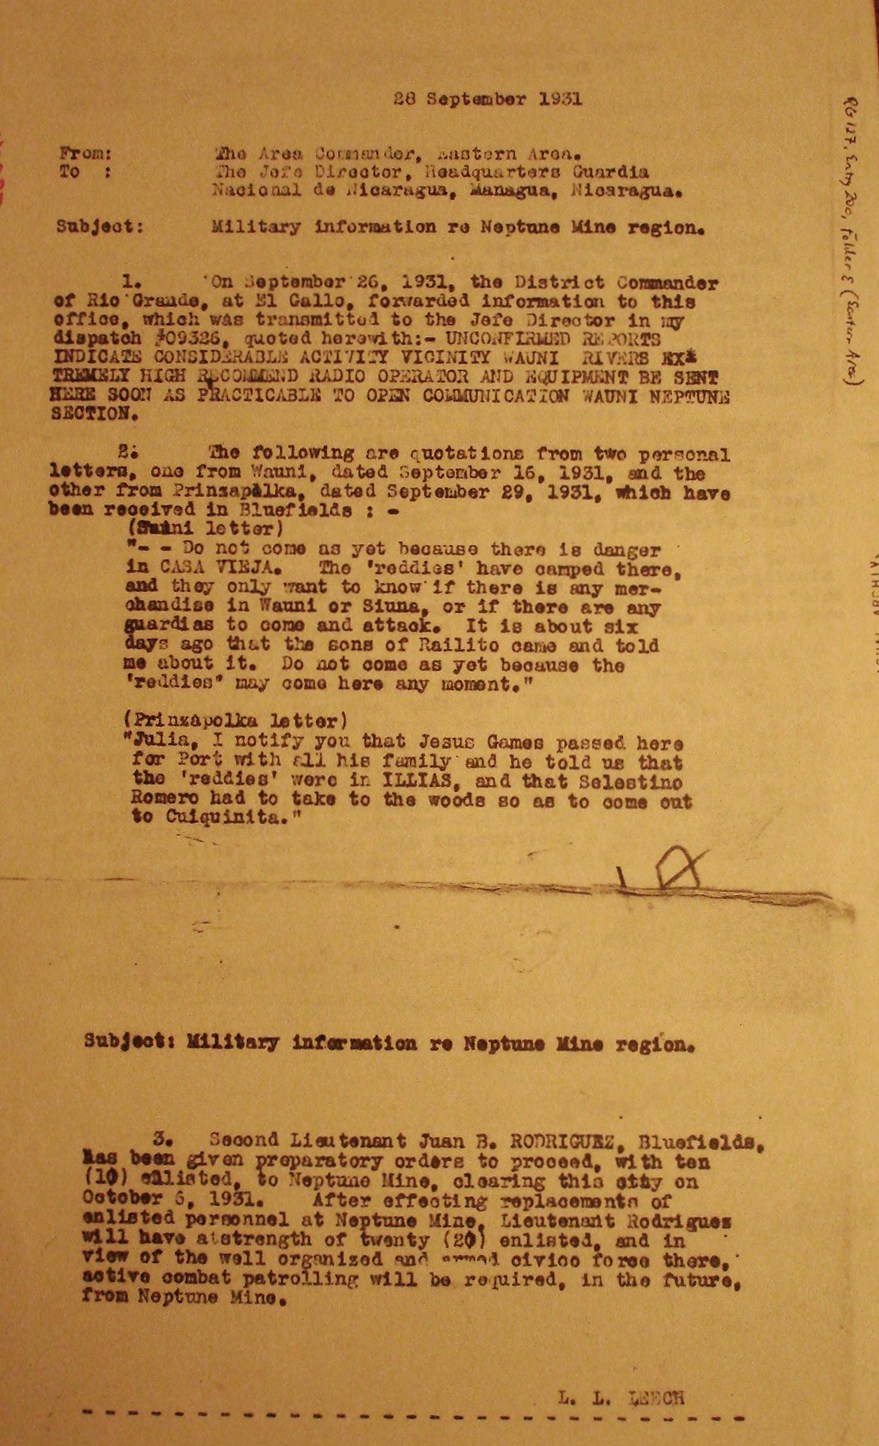 28 September 1931
From: The Area Commander, Eastern Area.
To : The Jefe Director, Headquarters Guardia
Nacional de Nicaragua, Managua, Nicaragua.
Subject: Military information re Neptune Mine region.
1. On September 26, 1931, the District Commander
of Rio Grande, at El Gallo, forwarded information to this
office, which was transmitted to the Jefe Director in my
dispatch #09326, quoted herewith:- UNCONFIRMED REPORTS
INDICATE CONSIDERABLE ACTIVITY VICINITY WAUNI RIVERS EX-
TREMELY HIGH RECOMMEND RADIO OPERATOR AND EQUIPMENT BE SENT
HERE SOON AS PRACTICABLE TO OPEN COMMUNICATION WAUNI NEPTUNE
SECTION.
2. The following are quotations from two personal
letters, one from Wauni, dated September 16, 1931, and the
other from Prinzapalka, dated September 29, 1931, which have
been received in Bluefields : -
(Wauni letter)
"- - Do not come as yet because there is danger
in CASA VIEJA. The 'reddies' have camped there,
and they only want to know if there is any mer-
chandise in Wauni or Siuna, or if there are any
guardias to come and attack. It is about six
days ago that the sons of Railito came and told
me about it. Do not come as yet because the
'reddies' may come here any moment."
(Prinzapolka letter)
"Julia, I notify you that Jesus Games passed here
for Port with all his family and he told us that
the 'reddies' were in ILLIAS, and that Selestino
Romero had to take to the woods so as to come out
to Cuiquinita."
Subject: Military information re Neptune Mine region.
3. Second Lieutenant Juan B. RODRIGUEZ, Bluefields,
has been given preparatory orders to proceed, with ten
(10) enlisted, to Neptune Mine, clearing this city on
October 6, 1931. After effecting replacements of
enlisted personnel at Neptune Mine, Lieutenant Rodriguez
will have a strength of twenty (20) enlisted, and in
view of the well organized and armed civico force there,
active combat patrolling will be required, in the future,
from Neptune Mine.
L. L. LEECH
RG 127, Entry 200, Folder 3 (Eastern Area)